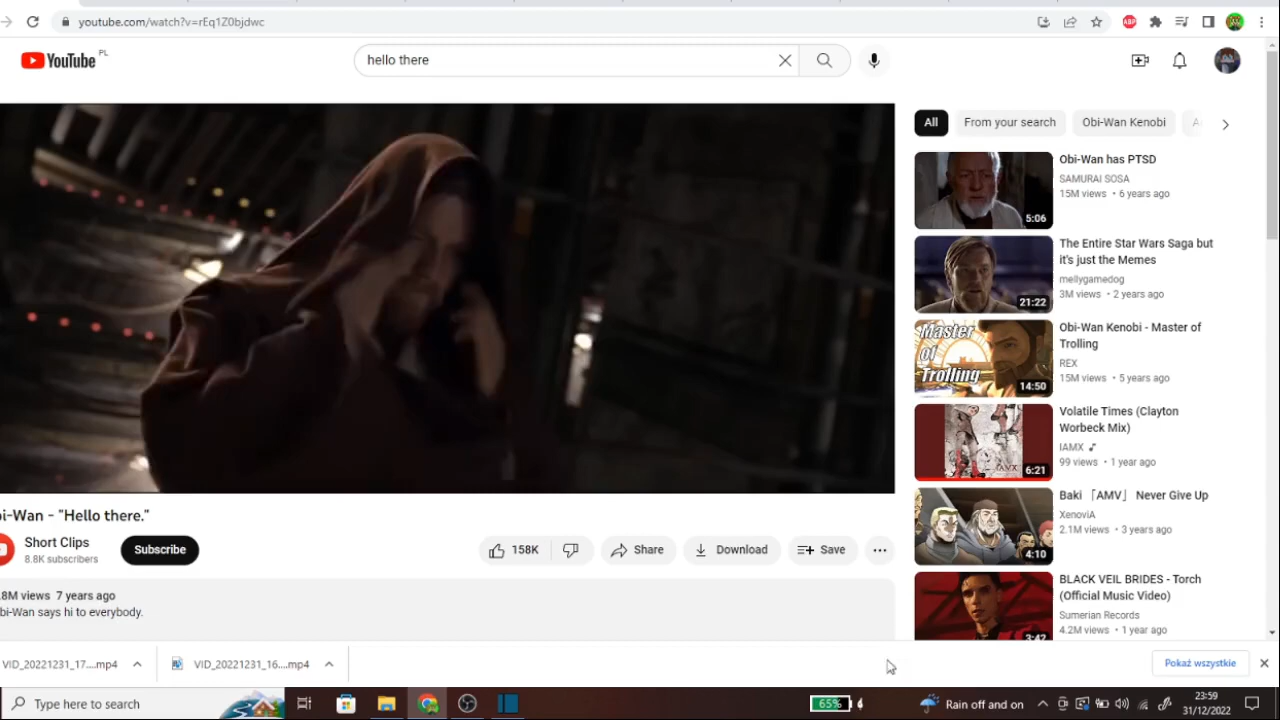 youtube.com/watch?v=rEq1Z0bjdwc
ABP
YouTube PL
hello there
All
From your search
Obi-Wan Kenobi
Obi-Wan has PTSD
SAMURAI SOSA
15M views • 6 years ago
5:06
The Entire Star Wars Saga but
it's just the Memes
mellygamedog
3M views • 2 years ago
21:22
Master
of
Trolling
14:50
Obi-Wan Kenobi - Master of
Trolling
REX
15M views • 5 years ago
IAMX
6:21
Volatile Times (Clayton
Worbeck Mix)
IAMX
99 views • 1 year ago
Baki 「AMV」 Never Give Up
XenoviA
2.1M views • 3 years ago
4:10
BLACK VEIL BRIDES - Torch
(Official Music Video)
Sumerian Records
4.2M views • 1 year ago
3:42
bi-Wan - "Hello there."
Short Clips
8.8K subscribers
Subscribe
158K
Share
Download
Save
.8M views 7 years ago
bi-Wan says hi to everybody.
VID_20221231_17....mp4
VID_20221231_16....mp4
Pokaż wszystkie
Type here to search
65%
Rain off and on
23:59
31/12/2022